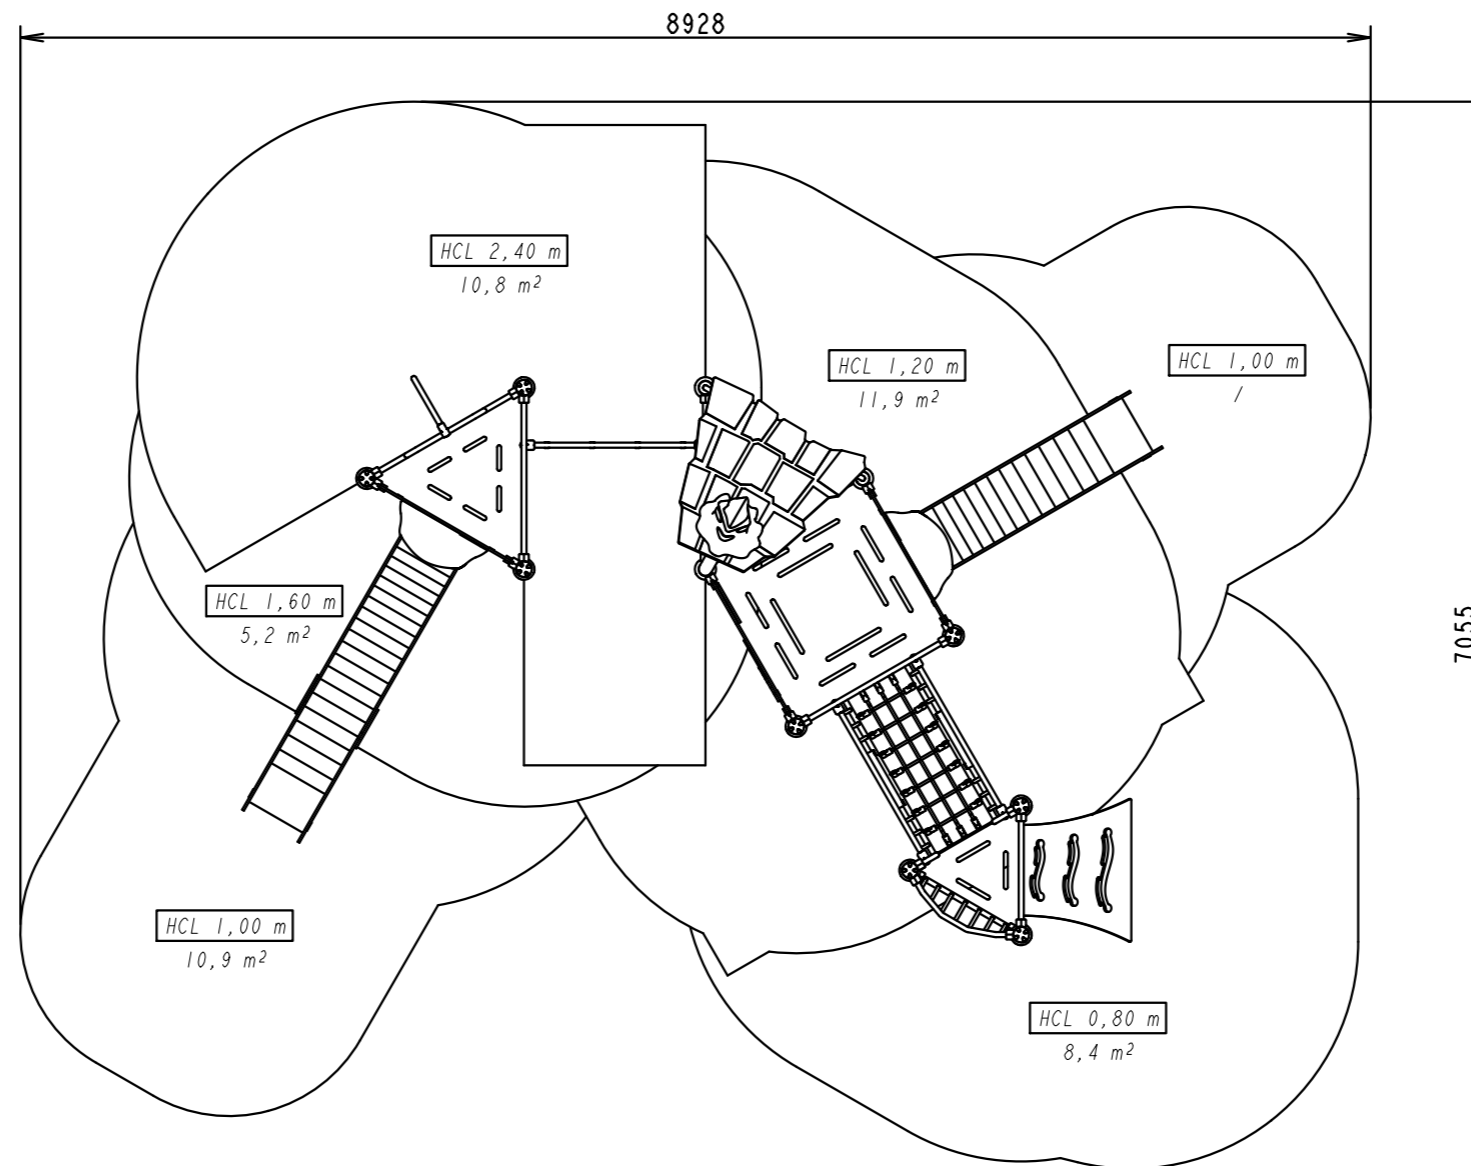 8928
HCL 2,40 m
10,8 m²
HCL 1,20 m
11,9 m²
HCL 1,00 m
/
HCL 1,60 m
5,2 m²
7055
HCL 1,00 m
10,9 m²
HCL 0,80 m
8,4 m²